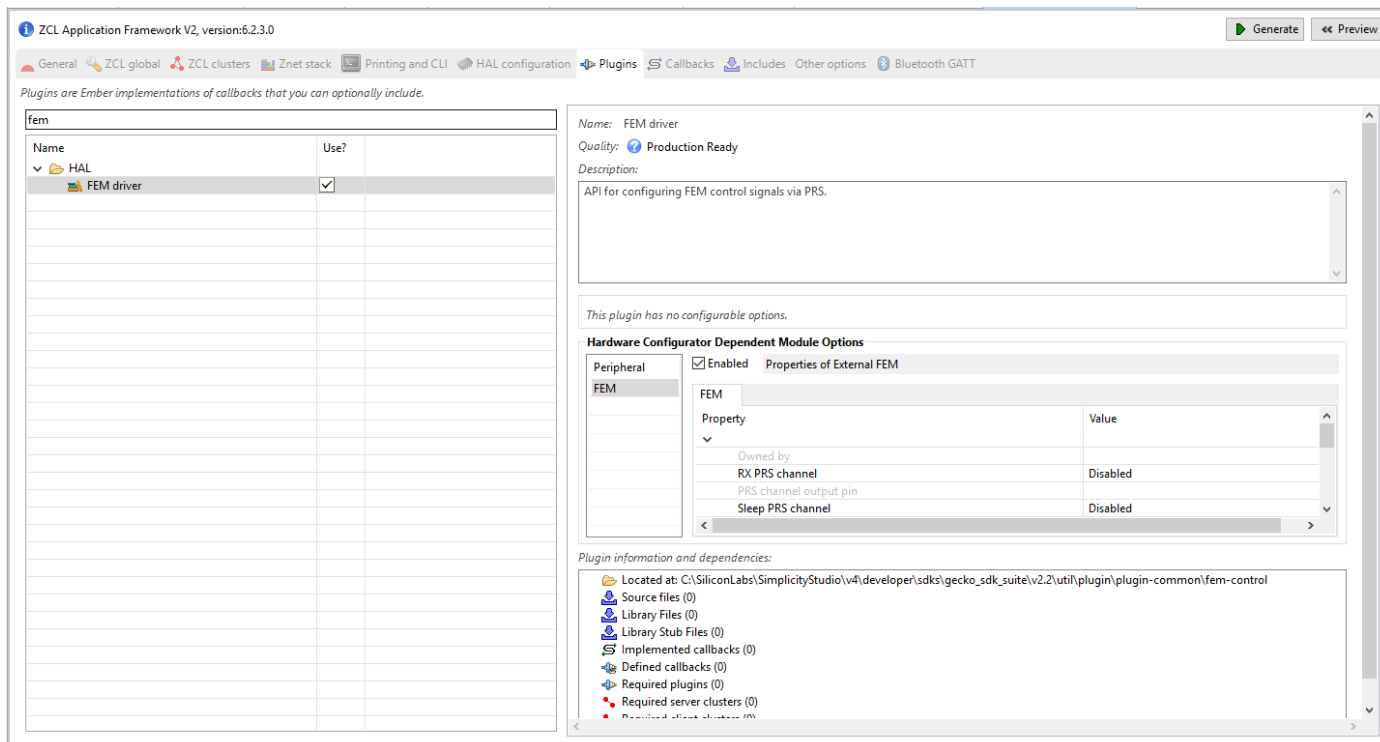 ZCL Application Framework V2, version:6.2.3.0
Generate
Preview
General ZCL global ZCL clusters Znet stack Printing and CLI HAL configuration Plugins Callbacks Includes Other options Bluetooth GATT
Plugins are Ember implementations of callbacks that you can optionally include.
fem
Name Use?
HAL
FEM driver
Name: FEM driver
Quality: Production Ready
Description:
API for configuring FEM control signals via PRS.
This plugin has no configurable options.
Hardware Configurator Dependent Module Options
Peripheral
FEM
Enabled Properties of External FEM
FEM
Property Value
Owned by
RX PRS channel Disabled
PRS channel output pin
Sleep PRS channel Disabled
Plugin information and dependencies:
Located at: C:\SiliconLabs\SimplicityStudio\v4\developer\sdks\gecko_sdk_suite\v2.2\util\plugin\plugin-common\fem-control
Source files (0)
Library Files (0)
Library Stub Files (0)
Implemented callbacks (0)
Defined callbacks (0)
Required plugins (0)
Required server clusters (0)
Required client clusters (0)